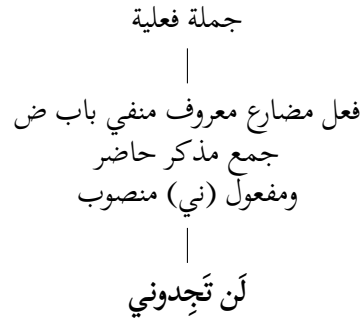 جملة فعلية
فعل مضارع معروف منفي باب ض
جمع مذكر حاضر
ومفعول (ني) منصوب
لَن تَجِدوني